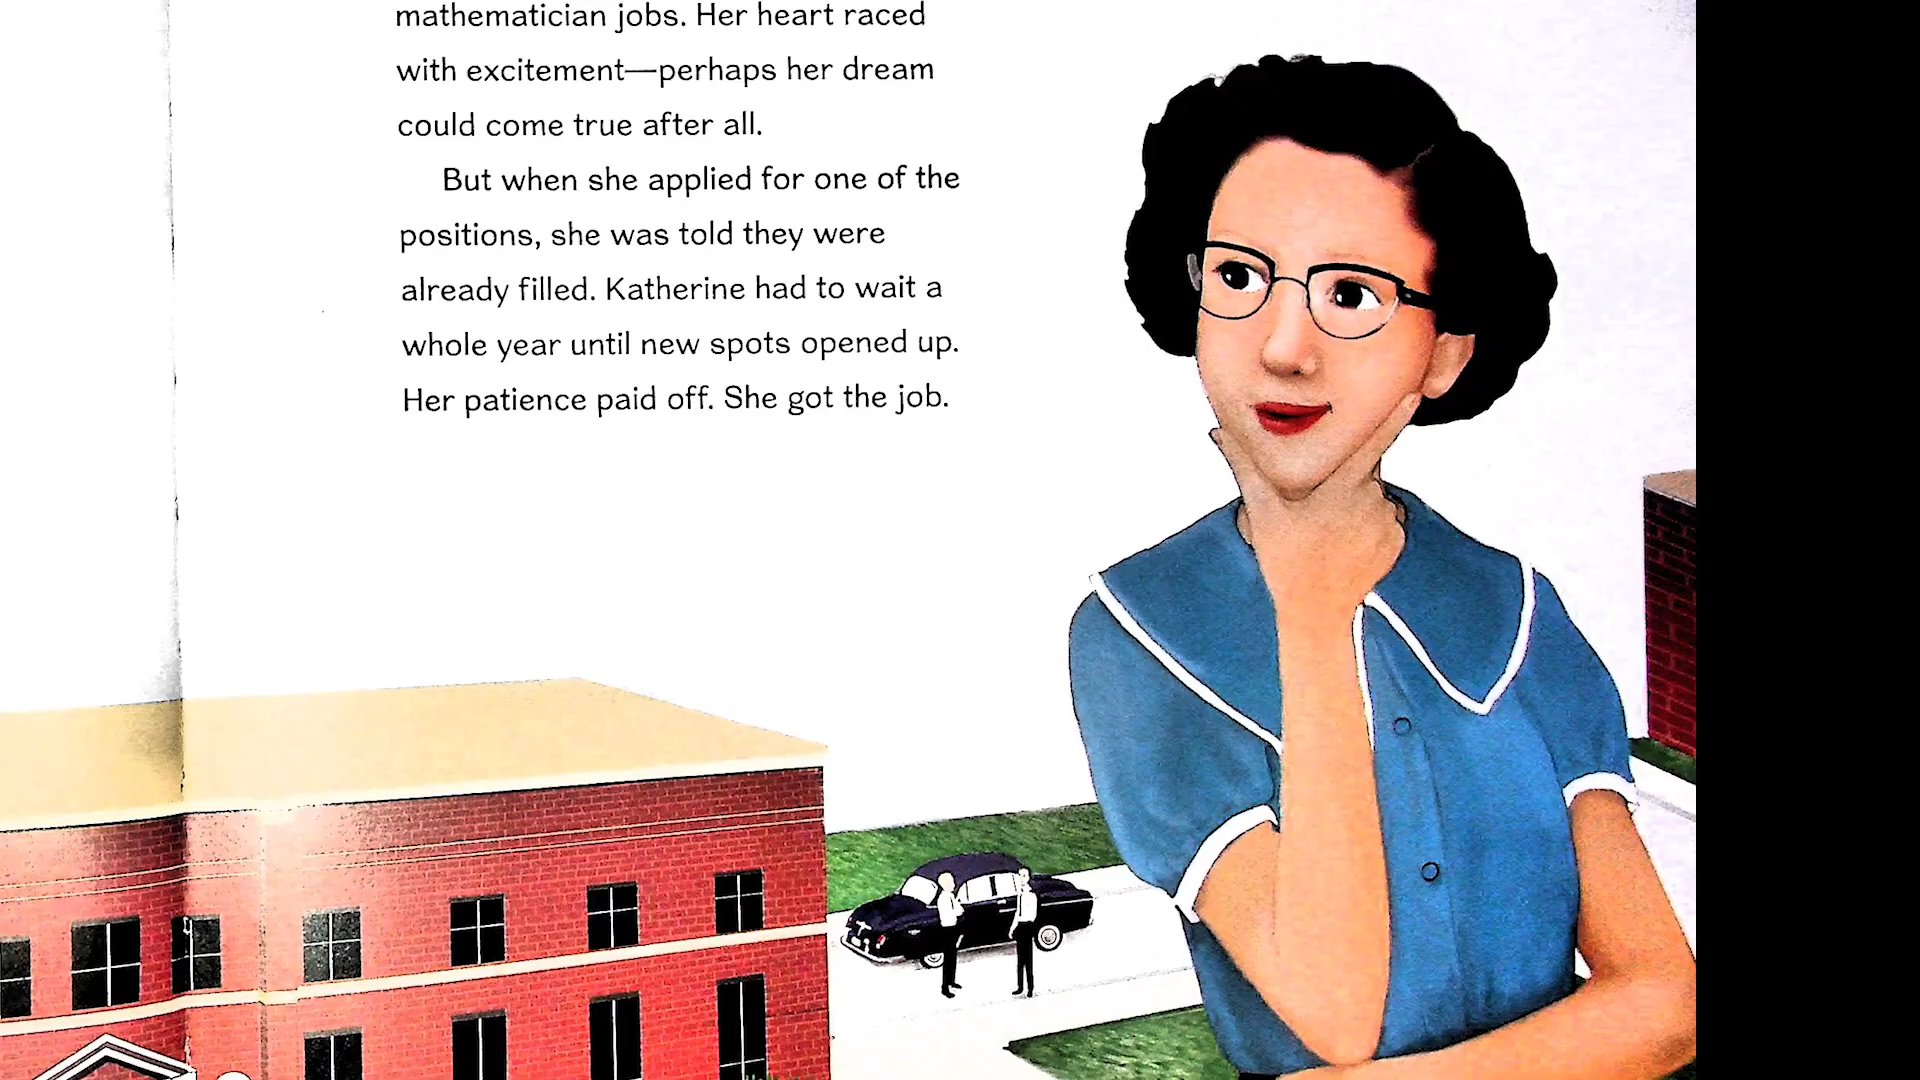 mathematician jobs. Her heart raced
with excitement—perhaps her dream
could come true after all.
But when she applied for one of the
positions, she was told they were
already filled. Katherine had to wait a
whole year until new spots opened up.
Her patience paid off. She got the job.